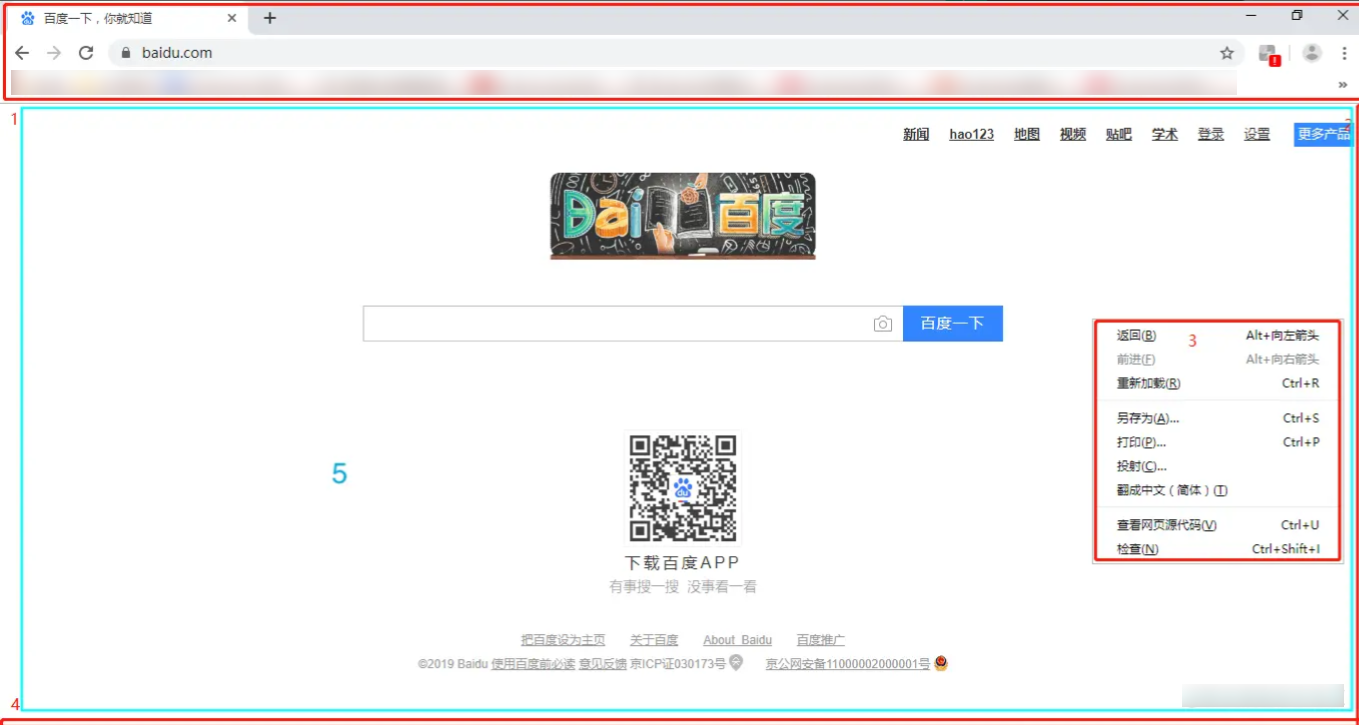 百度一下，你就知道
baidu.com
1
2
新闻 hao123 地图 视频 贴吧 学术 登录 设置 更多产品
Bai 百度
百度一下
返回(B) Alt+向左箭头
3
前进(F) Alt+向右箭头
重新加载(R) Ctrl+R
另存为(A)... Ctrl+S
打印(P)... Ctrl+P
投射(C)...
翻成中文（简体）(T)
查看网页源代码(V) Ctrl+U
检查(N) Ctrl+Shift+I
5
du
下载百度APP
有事搜一搜 没事看一看
把百度设为主页 关于百度 About Baidu 百度推广
©2019 Baidu 使用百度前必读 意见反馈 京ICP证030173号 京公网安备11000002000001号
4